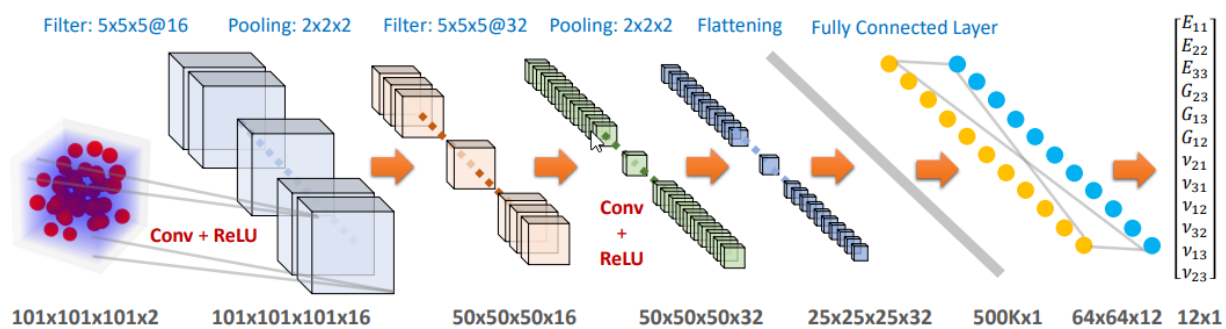 Filter: 5x5x5@16 Pooling: 2x2x2 Filter: 5x5x5@32 Pooling: 2x2x2 Flattening Fully Connected Layer
Conv + ReLU
Conv
+
ReLU
E₁₁
E₂₂
E₃₃
G₂₃
G₁₃
G₁₂
ν₂₁
ν₃₁
ν₁₂
ν₃₂
ν₁₃
ν₂₃
101x101x101x2 101x101x101x16 50x50x50x16 50x50x50x32 25x25x25x32 500Kx1 64x64x12 12x1